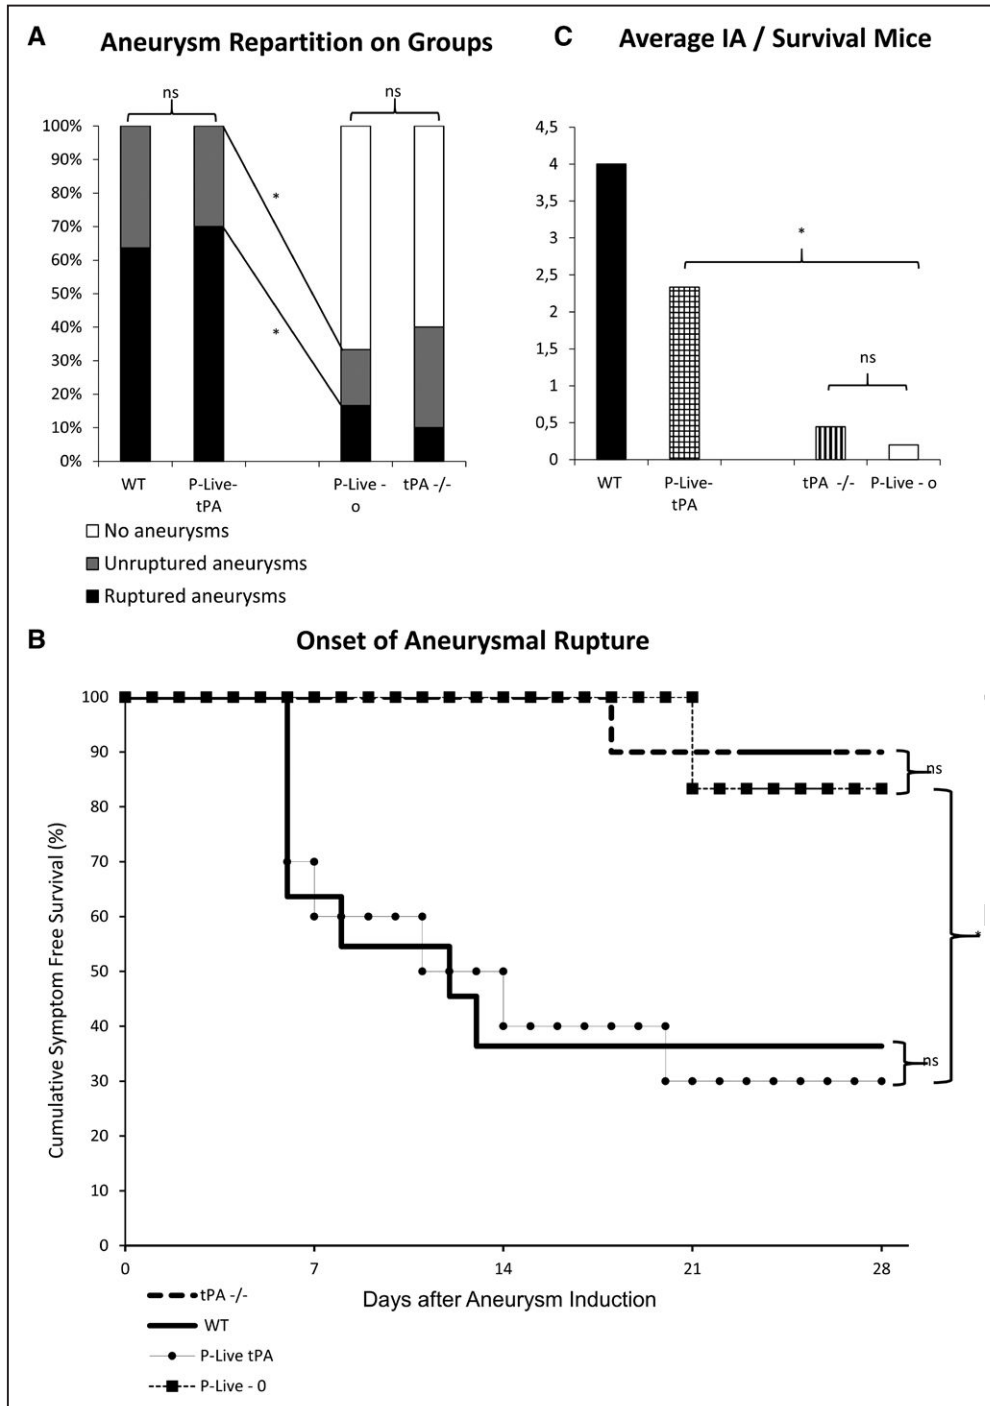 A
Aneurysm Repartition on Groups
ns
ns
100%
90%
80%
70%
60%
50%
40%
30%
20%
10%
0%
*
*
WT
P-Live-
tPA
P-Live -
o
tPA -/-
No aneurysms
Unruptured aneurysms
Ruptured aneurysms
C
Average IA / Survival Mice
4,5
4
3,5
3
2,5
2
1,5
1
0,5
0
*
ns
WT
P-Live-
tPA
tPA -/-
P-Live - o
B
Onset of Aneurysmal Rupture
Cumulative Symptom Free Survival (%)
100
90
80
70
60
50
40
30
20
10
0
ns
*
ns
0
7
14
21
28
Days after Aneurysm Induction
tPA -/-
WT
P-Live tPA
P-Live - 0